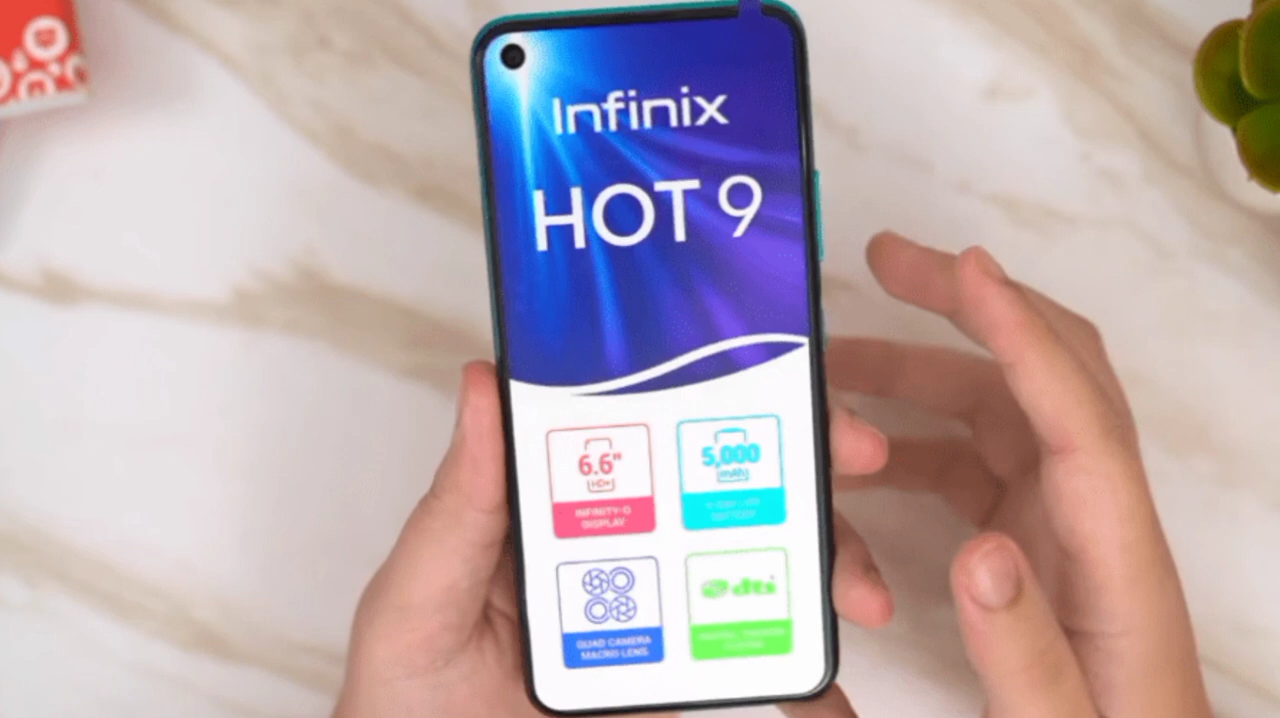 Infinix
HOT 9
6.6"
HD+
INFINITY-O
DISPLAY
5,000
mAh
QUAD CAMERA
MACRO LENS
dts